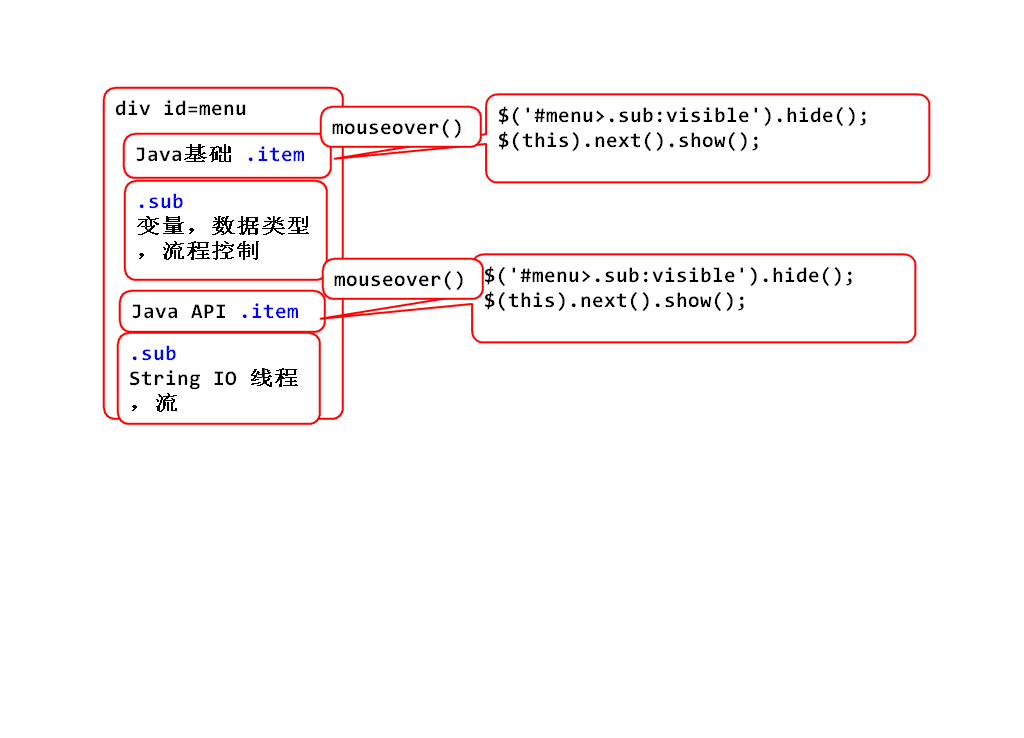 div id=menu
mouseover()
$('#menu>.sub:visible').hide();
$(this).next().show();
Java基础 .item
.sub
变量，数据类型
，流程控制
mouseover()
$('#menu>.sub:visible').hide();
$(this).next().show();
Java API .item
.sub
String IO 线程
，流